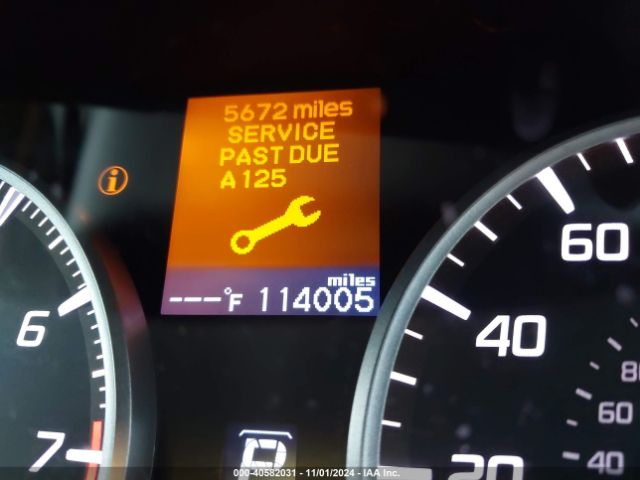 5672 miles
SERVICE
PAST DUE
A125
miles
---°F 114005
i
6
7
60
40
20
80
60
40
000-40582031 - 11/01/2024 - IAA Inc.